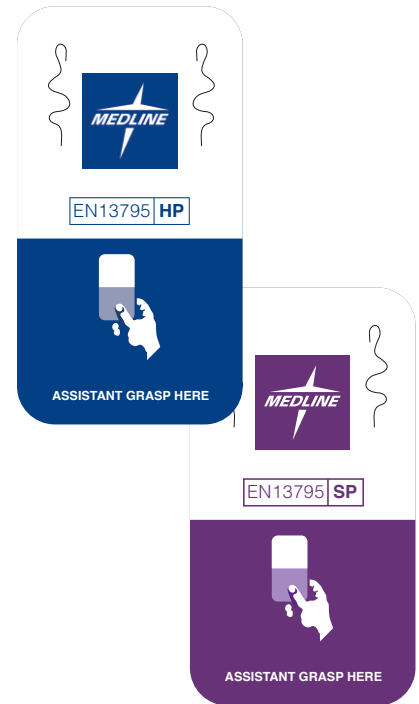 MEDLINE
EN13795 HP
ASSISTANT GRASP HERE
MEDLINE
EN13795 SP
ASSISTANT GRASP HERE